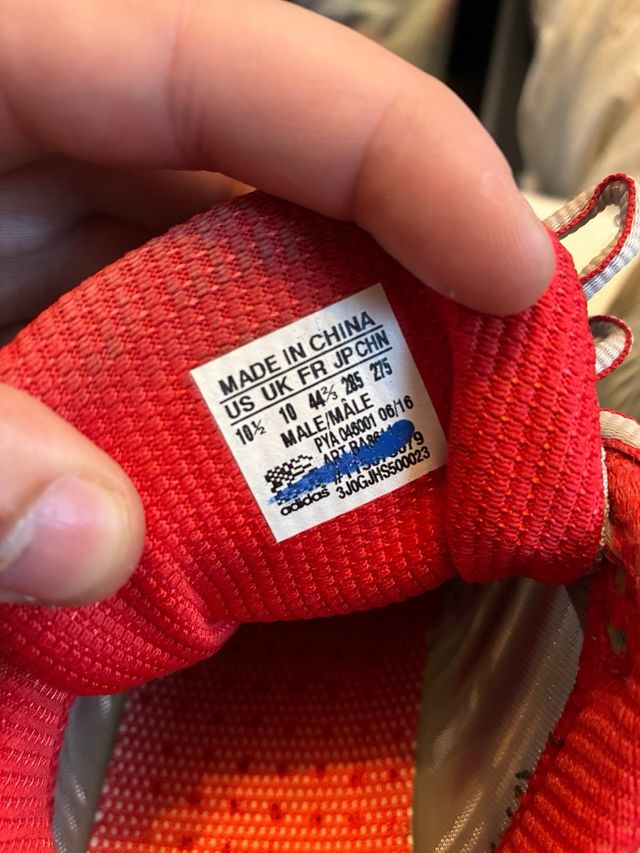 MADE IN CHINA
US UK FR JP CHN
10½ 10 44⅔ 285 275
MALE/MÂLE
PYA 046001 06/16
ART
adidas 3J0GJHS500023